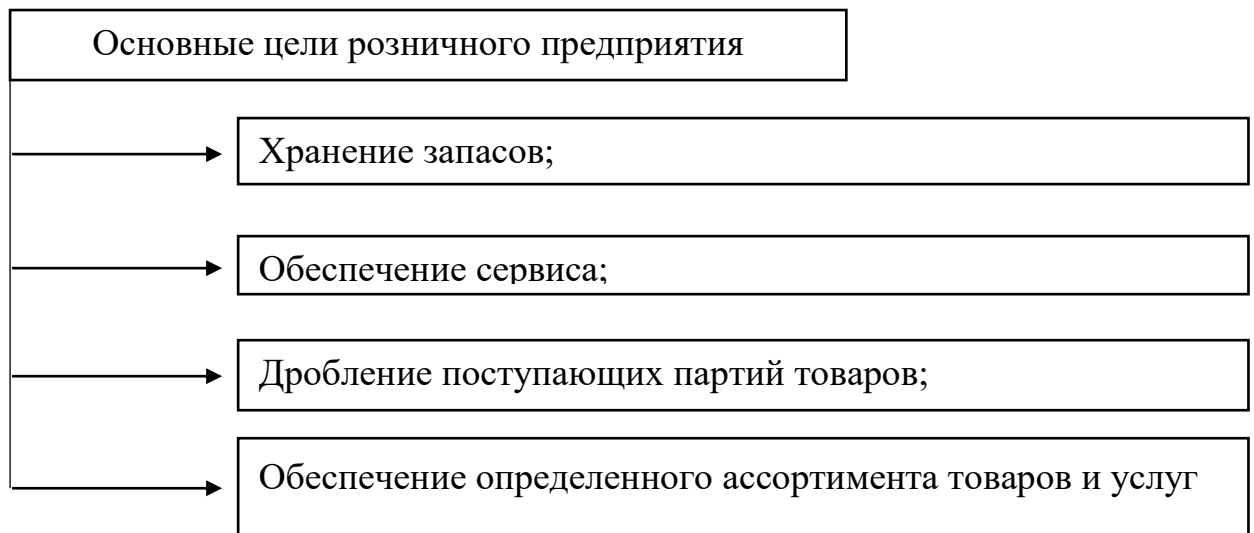 Основные цели розничного предприятия
Хранение запасов;
Обеспечение сервиса;
Дробление поступающих партий товаров;
Обеспечение определенного ассортимента товаров и услуг